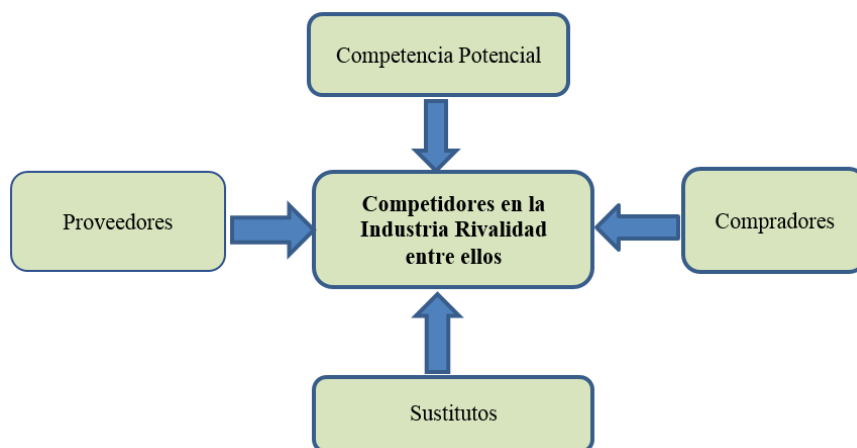 Competencia Potencial
Proveedores
Competidores en la
Industria Rivalidad
entre ellos
Compradores
Sustitutos